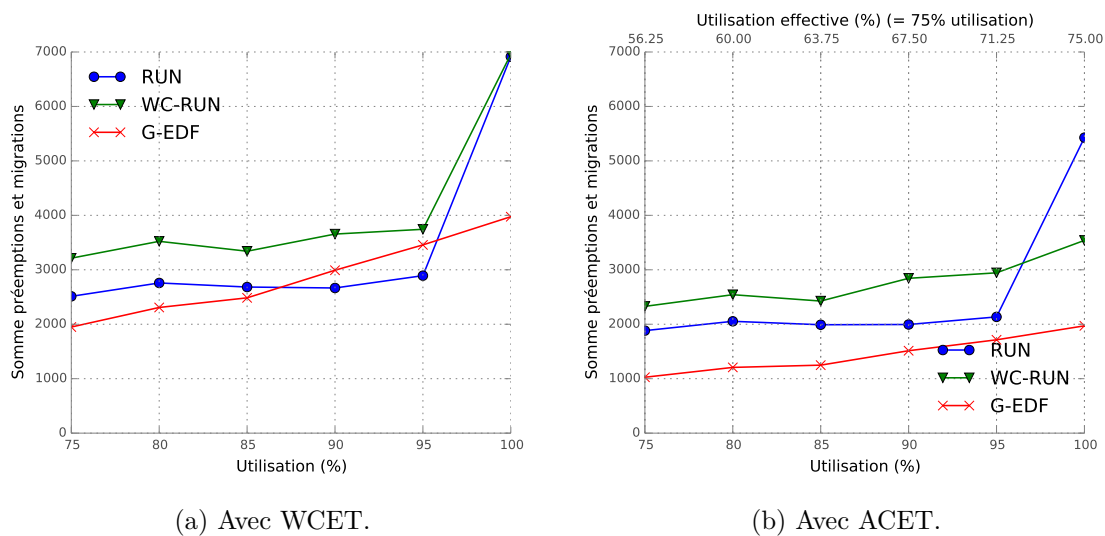 Utilisation effective (%) (= 75% utilisation)
56.25 60.00 63.75 67.50 71.25 75.00
7000
6000
5000
4000
3000
2000
1000
0
Somme préemptions et migrations
RUN
WC-RUN
G-EDF
75 80 85 90 95 100
Utilisation (%)
(a) Avec WCET.
7000
6000
5000
4000
3000
2000
1000
0
Somme préemptions et migrations
RUN
WC-RUN
G-EDF
75 80 85 90 95 100
Utilisation (%)
(b) Avec ACET.